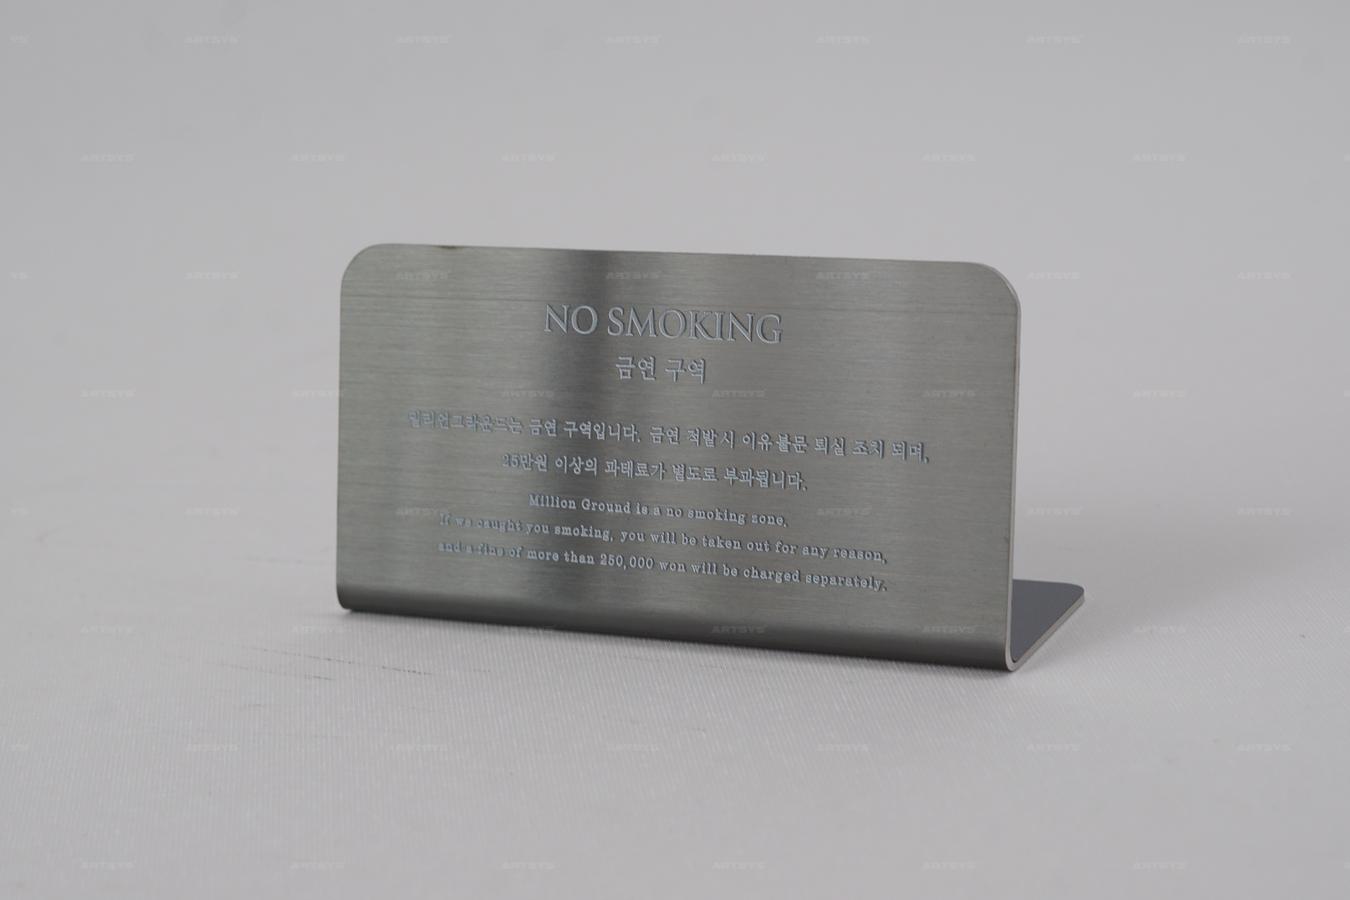 NO SMOKING
금연 구역
밀리언그라운드는 금연 구역입니다. 금연 적발시 이유불문 퇴실 조치 되며,
25만원 이상의 과태료가 별도로 부과됩니다.
Million Ground is a no smoking zone.
If we caught you smoking, you will be taken out for any reason,
and a fine of more than 250,000 won will be charged separately.
ARTSYS